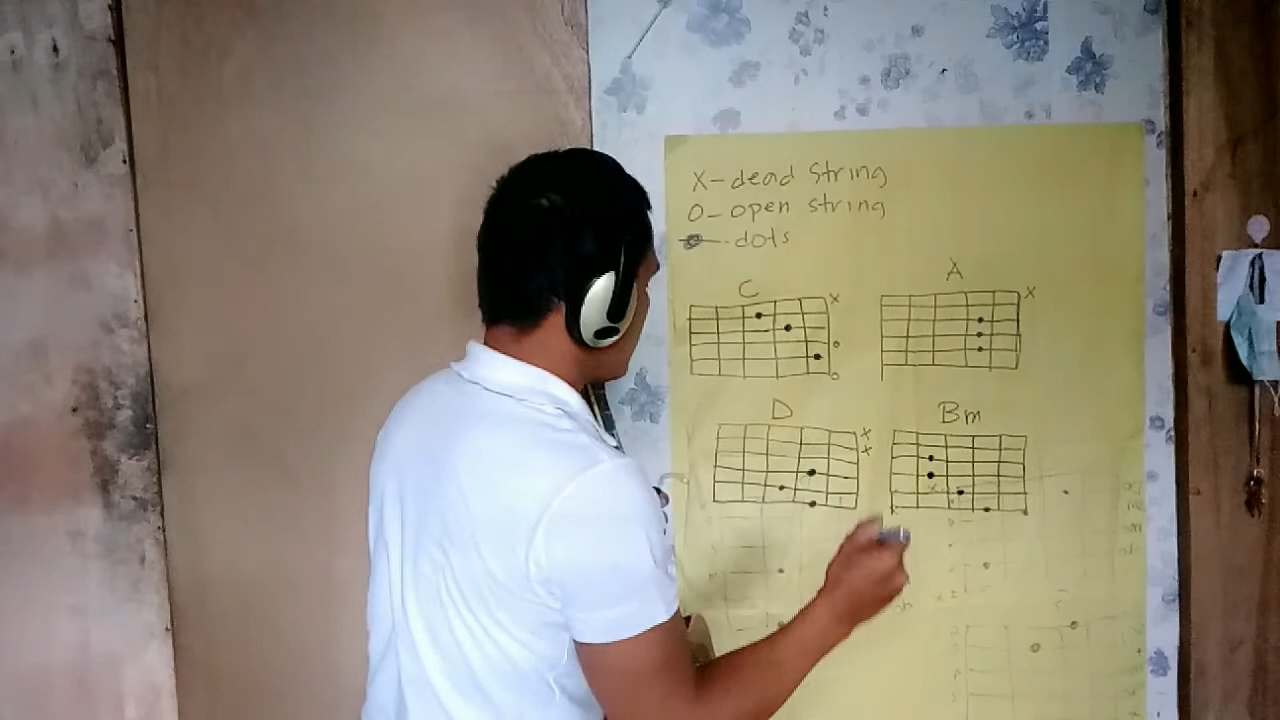 X-dead string
O-open string
●-dots
C
A
x
x
o
o
D
Bm
x
x